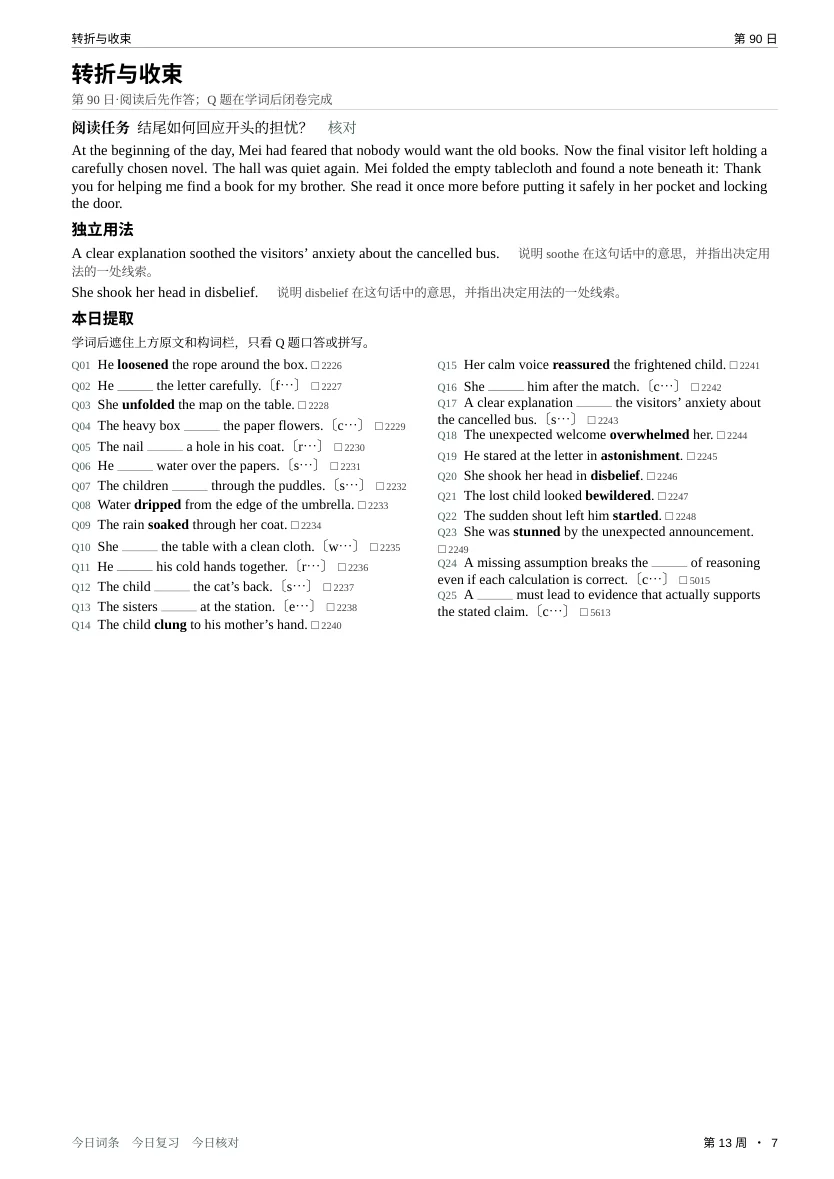 转折与收束 第 90 日
转折与收束
第 90 日·阅读后先作答；Q 题在学词后闭卷完成
阅读任务 结尾如何回应开头的担忧？ 核对
At the beginning of the day, Mei had feared that nobody would want the old books. Now the final visitor left holding a
carefully chosen novel. The hall was quiet again. Mei folded the empty tablecloth and found a note beneath it: Thank
you for helping me find a book for my brother. She read it once more before putting it safely in her pocket and locking
the door.
独立用法
A clear explanation soothed the visitors’ anxiety about the cancelled bus. 说明 soothe 在这句话中的意思，并指出决定用
法的一处线索。
She shook her head in disbelief. 说明 disbelief 在这句话中的意思，并指出决定用法的一处线索。
本日提取
学词后遮住上方原文和构词栏，只看 Q 题口答或拼写。
Q01 He loosened the rope around the box. □ 2226
Q02 He ______ the letter carefully.〔f···〕 □ 2227
Q03 She unfolded the map on the table. □ 2228
Q04 The heavy box ______ the paper flowers.〔c···〕 □ 2229
Q05 The nail ______ a hole in his coat.〔r···〕 □ 2230
Q06 He ______ water over the papers.〔s···〕 □ 2231
Q07 The children ______ through the puddles.〔s···〕 □ 2232
Q08 Water dripped from the edge of the umbrella. □ 2233
Q09 The rain soaked through her coat. □ 2234
Q10 She ______ the table with a clean cloth.〔w···〕 □ 2235
Q11 He ______ his cold hands together.〔r···〕 □ 2236
Q12 The child ______ the cat’s back.〔s···〕 □ 2237
Q13 The sisters ______ at the station.〔e···〕 □ 2238
Q14 The child clung to his mother’s hand. □ 2240
Q15 Her calm voice reassured the frightened child. □ 2241
Q16 She ______ him after the match.〔c···〕 □ 2242
Q17 A clear explanation ______ the visitors’ anxiety about
the cancelled bus.〔s···〕 □ 2243
Q18 The unexpected welcome overwhelmed her. □ 2244
Q19 He stared at the letter in astonishment. □ 2245
Q20 She shook her head in disbelief. □ 2246
Q21 The lost child looked bewildered. □ 2247
Q22 The sudden shout left him startled. □ 2248
Q23 She was stunned by the unexpected announcement.
□ 2249
Q24 A missing assumption breaks the ______ of reasoning
even if each calculation is correct.〔c···〕 □ 5015
Q25 A ______ must lead to evidence that actually supports
the stated claim.〔c···〕 □ 5613
今日词条 今日复习 今日核对 第 13 周 · 7